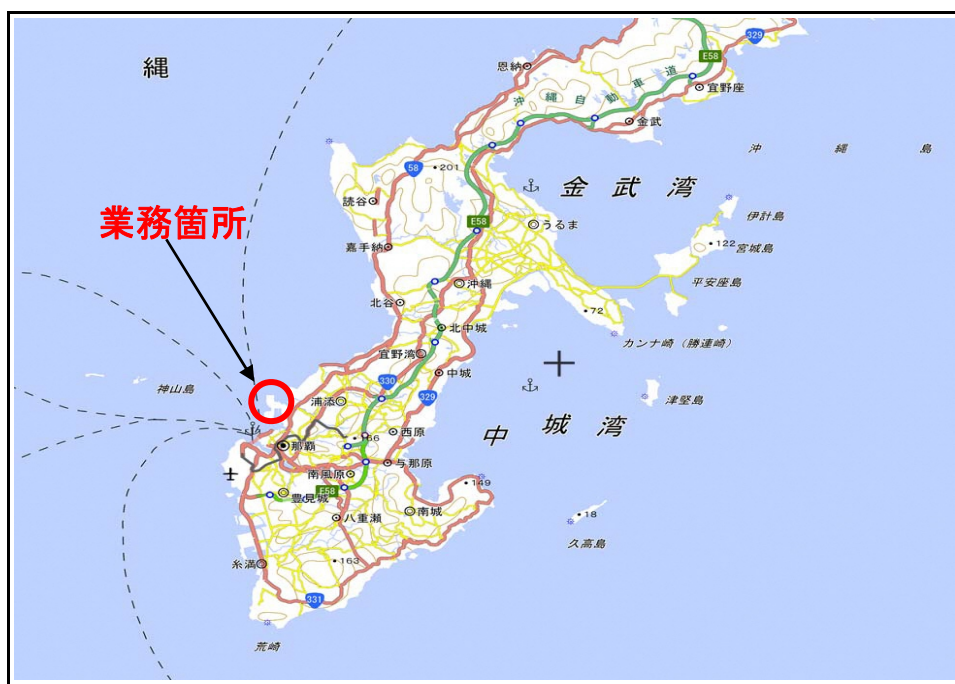 329
縄
恩納
E58
宜野座
沖縄自動車道
金武
沖縄島
58
201
金武湾
読谷
伊計島
業務箇所
E58
うるま
122
宮城島
嘉手納
平安座島
沖縄
北谷
72
北中城
カンナ崎（勝連崎）
宜野湾
中城
神山島
330
329
津堅島
浦添
中城湾
西原
166
那覇
与那原
南風原
149
E58
豊見城
南城
18
八重瀬
久高島
糸満
163
331
荒崎